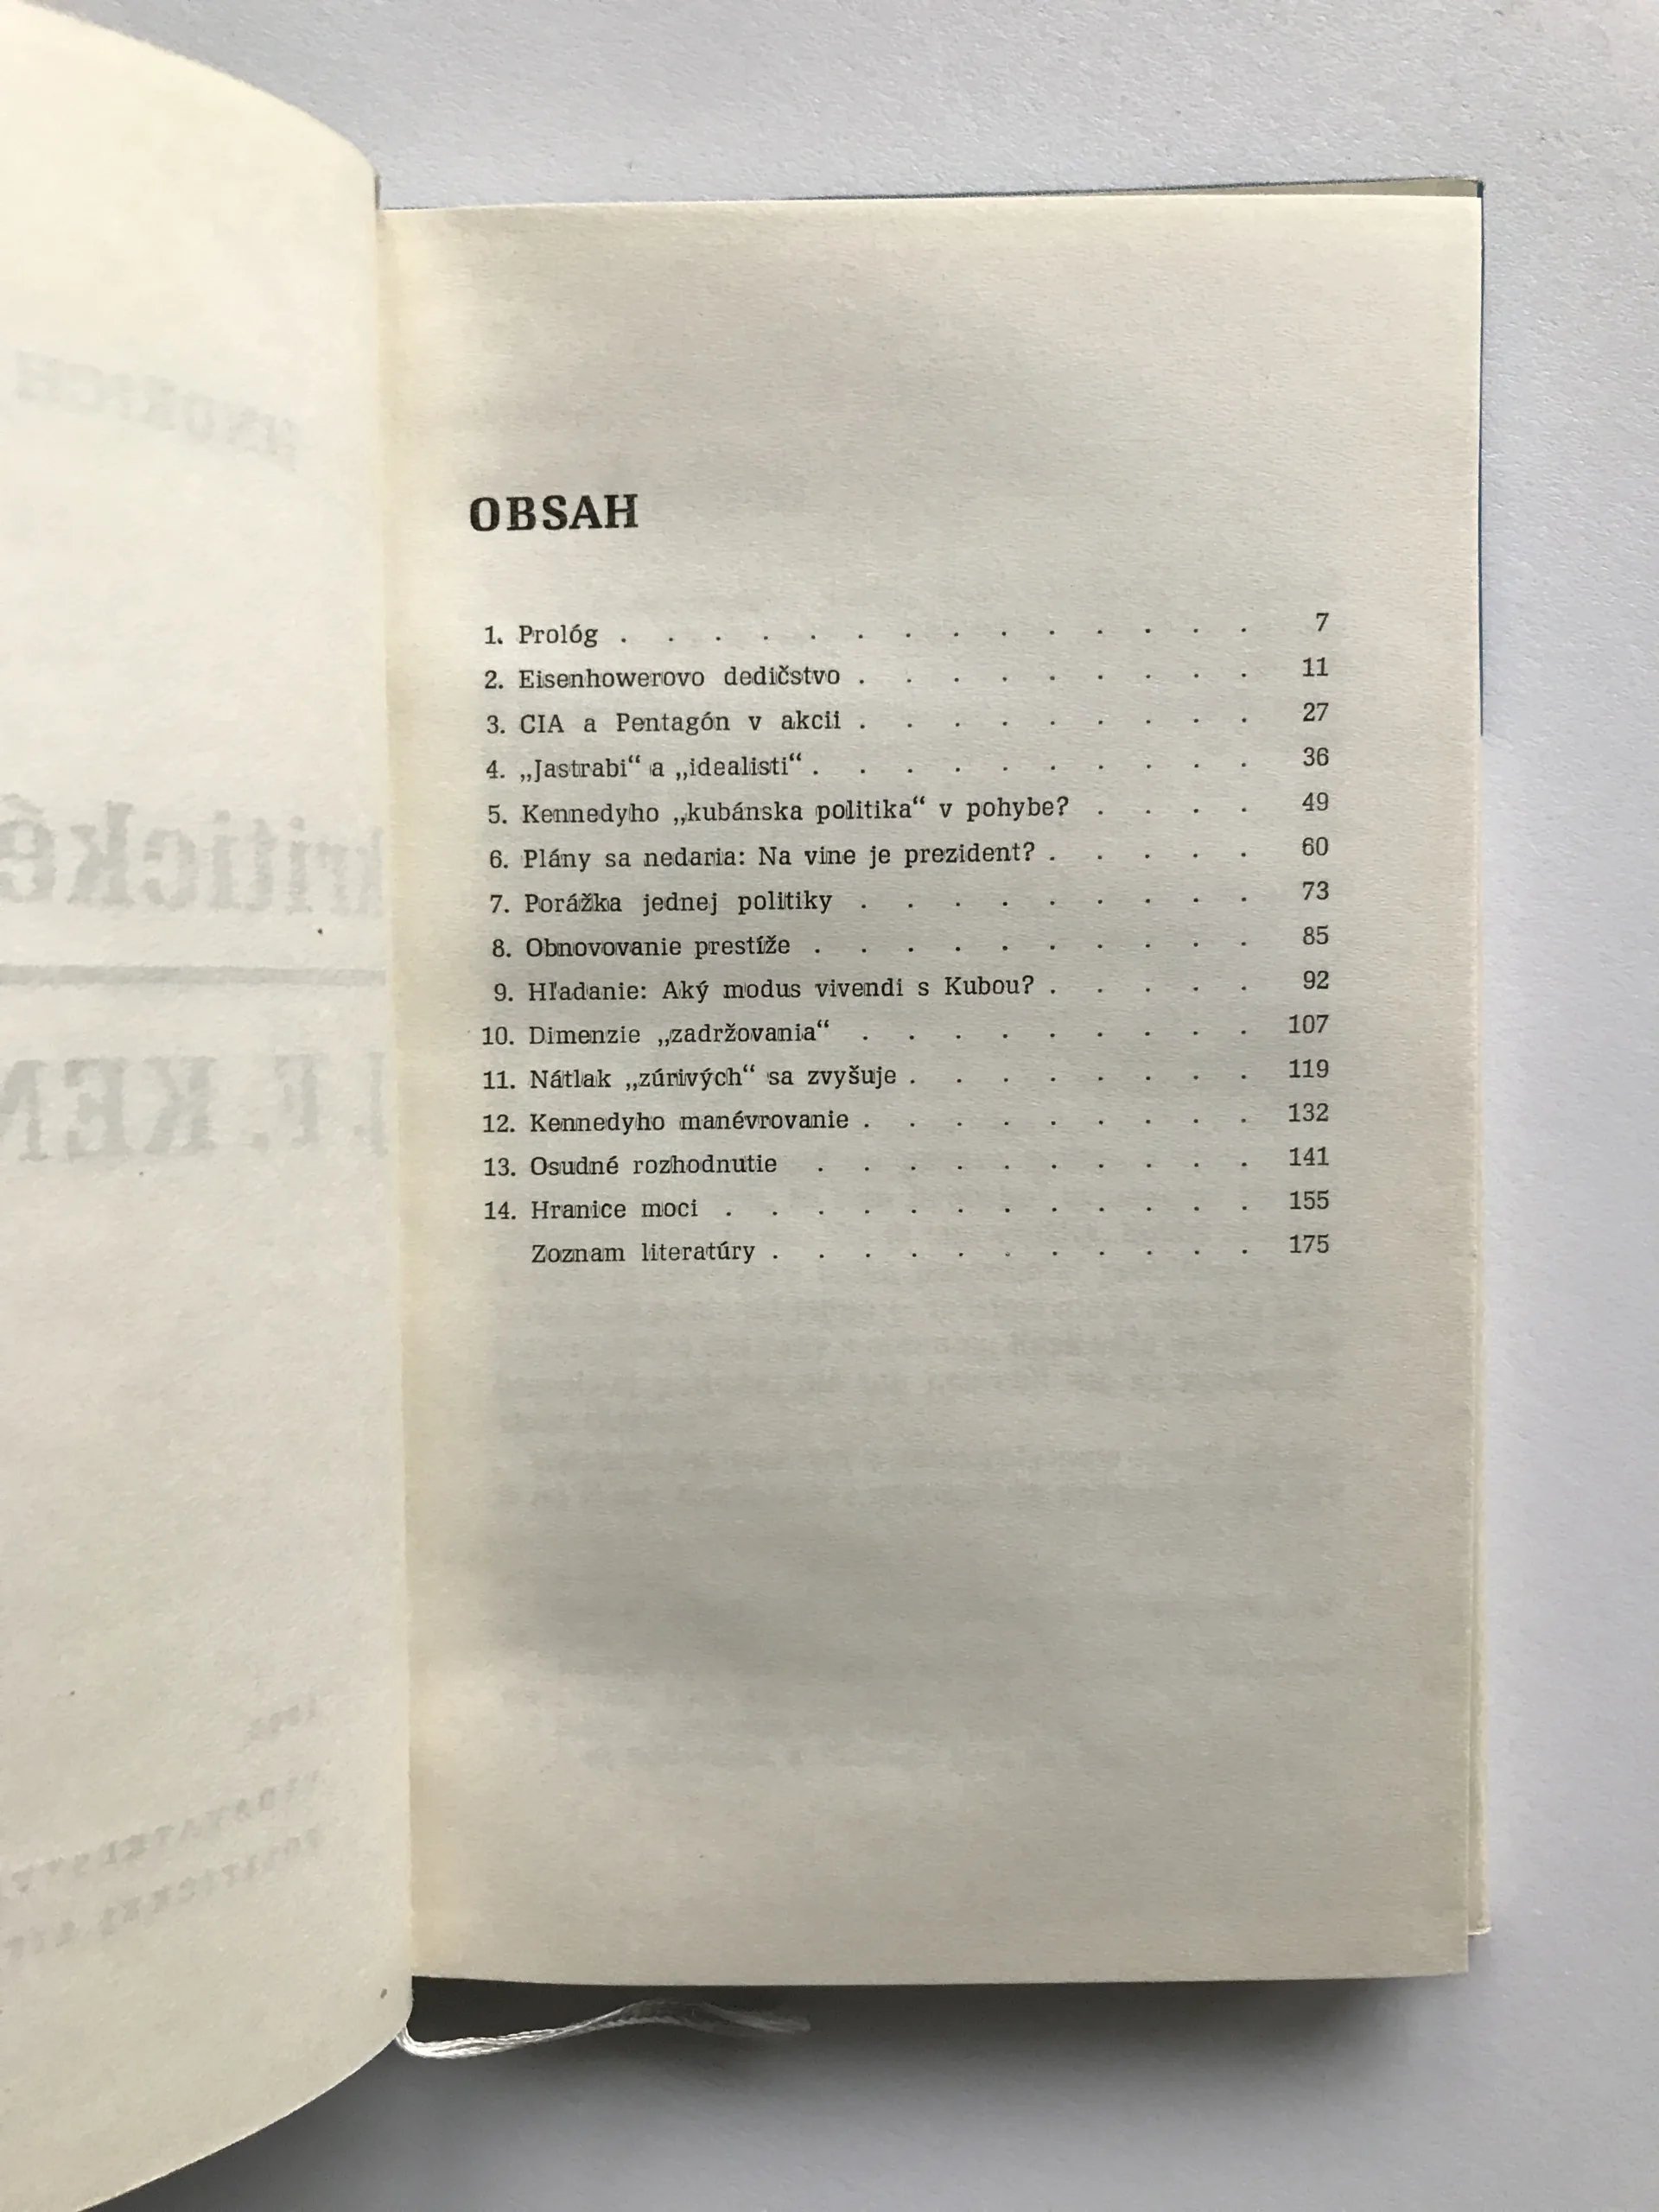 OBSAH
1. Prológ . . . . . . . . . . . . . . 7
2. Eisenhowerovo dedičstvo . . . . . . . . . 11
3. CIA a Pentagón v akcii . . . . . . . . . 27
4. „Jastrabi“ a „idealisti“ . . . . . . . . . . 36
5. Kennedyho „kubánska politika“ v pohybe? . . . . 49
6. Plány sa nedaria: Na vine je prezident? . . . . . 60
7. Porážka jednej politiky . . . . . . . . . 73
8. Obnovovanie prestíže . . . . . . . . . . 85
9. Hľadanie: Aký modus vivendi s Kubou? . . . . . 92
10. Dimenzie „zadržovania“ . . . . . . . . . 107
11. Nátlak „zúrivých“ sa zvyšuje . . . . . . . . 119
12. Kennedyho manévrovanie . . . . . . . . . 132
13. Osudné rozhodnutie . . . . . . . . . . 141
14. Hranice moci . . . . . . . . . . . . 155
Zoznam literatúry . . . . . . . . . . . 175